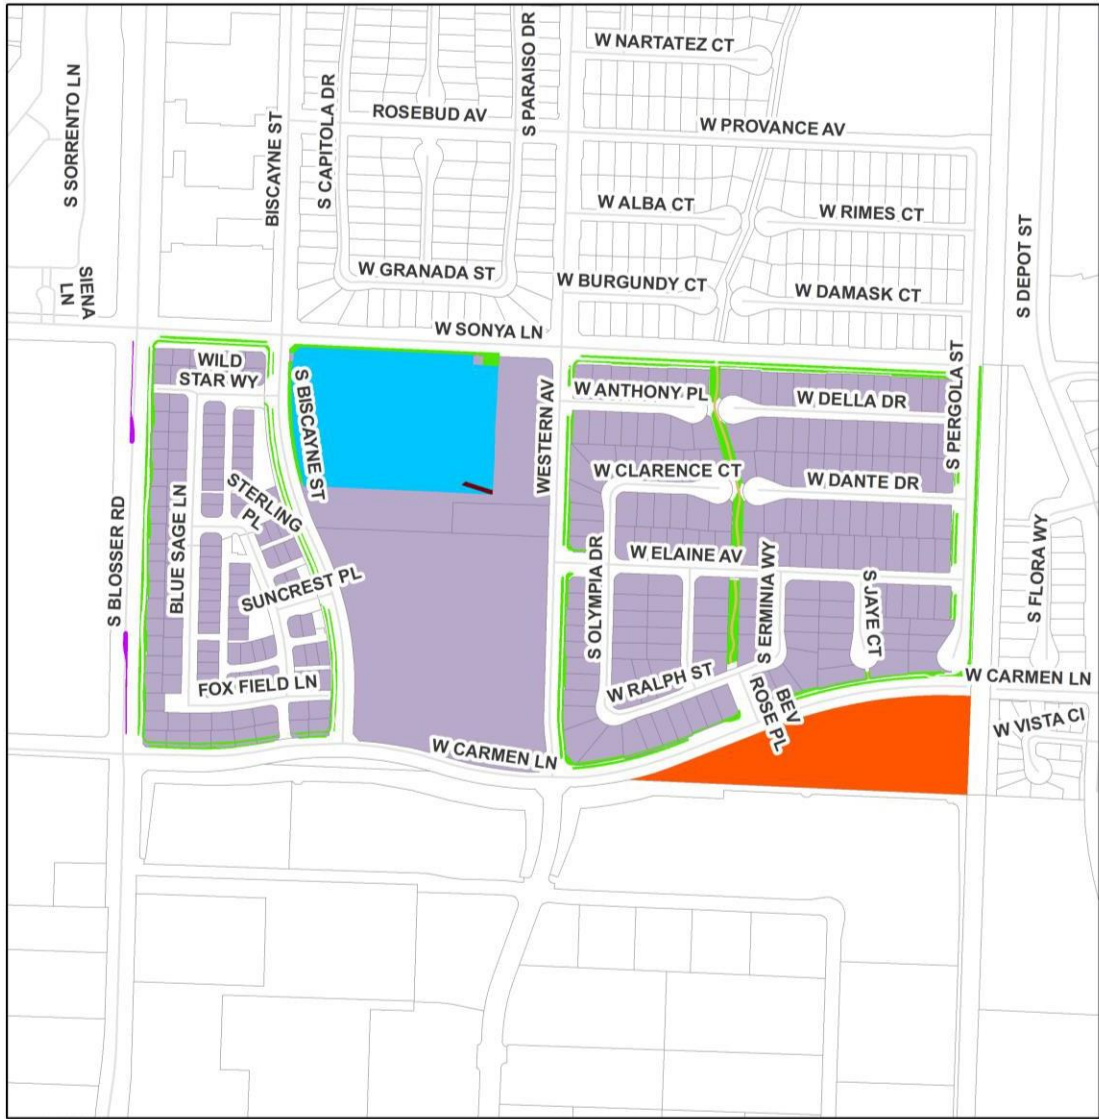 W NARTATEZ CT
S SORRENTO LN
BISCAYNE ST
S CAPITOLA DR
ROSEBUD AV
S PARAISO DR
W PROVANCE AV
W ALBA CT
W RIMES CT
W GRANADA ST
W BURGUNDY CT
W DAMASK CT
S DEPOT ST
SIENA
LN
W SONYA LN
WILD
STAR WY
S BISCAYNE ST
WESTERN AV
W ANTHONY PL
W DELLA DR
S PERGOLA ST
W CLARENCE CT
W DANTE DR
S BLOSSER RD
BLUE SAGE LN
STERLING
PL
SUNCREST PL
S OLYMPIA DR
W ELAINE AV
S ERMINIA WY
S JAYE CT
S FLORA WY
FOX FIELD LN
W RALPH ST
BEV
ROSE PL
W CARMEN LN
W CARMEN LN
W VISTA CI